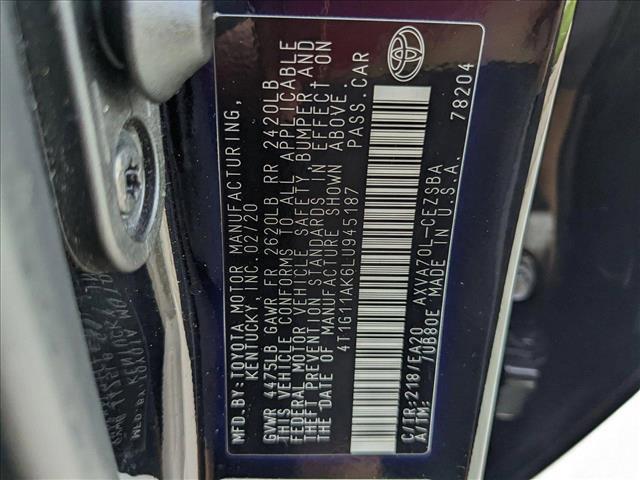 MFD. BY: TOYOTA MOTOR MANUFACTURING,
KENTUCKY, INC. 02/20
GVWR 4475LB GAWR FR 2620LB RR 2420LB
THIS VEHICLE CONFORMS TO ALL APPLICABLE
FEDERAL MOTOR VEHICLE SAFETY, BUMPER, AND
THEFT PREVENTION STANDARDS IN EFFECT ON
THE DATE OF MANUFACTURE SHOWN ABOVE.
4T1G11AK6LU945187 PASS. CAR
C/TR:218/EA20 AXVA70L-CEZSBA
A/TM: 70B80E MADE IN U.S.A. 78204